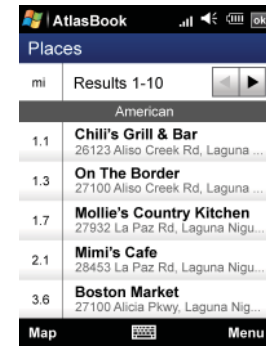 AtlasBook
ok
Places
mi Results 1-10
American
1.1 Chili's Grill & Bar
26123 Aliso Creek Rd, Laguna ...
1.3 On The Border
27100 Aliso Creek Rd, Laguna ...
1.7 Mollie's Country Kitchen
27932 La Paz Rd, Laguna Nigu...
2.1 Mimi's Cafe
28453 La Paz Rd, Laguna Nigu...
3.6 Boston Market
27100 Alicia Pkwy, Laguna Nig...
Map Menu